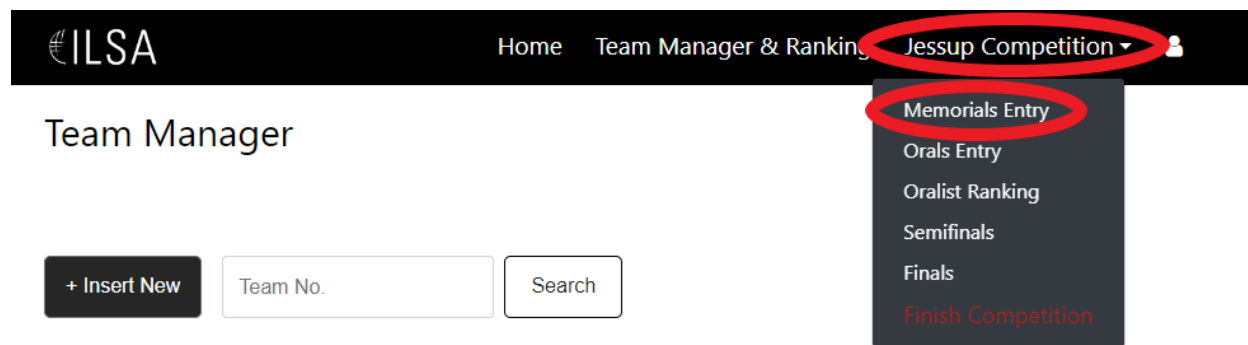 ILSA Home Team Manager & Ranking Jessup Competition
Memorials Entry
Team Manager
Orals Entry
Oralist Ranking
Semifinals
+ Insert New Team No. Search
Finals
Finish Competition